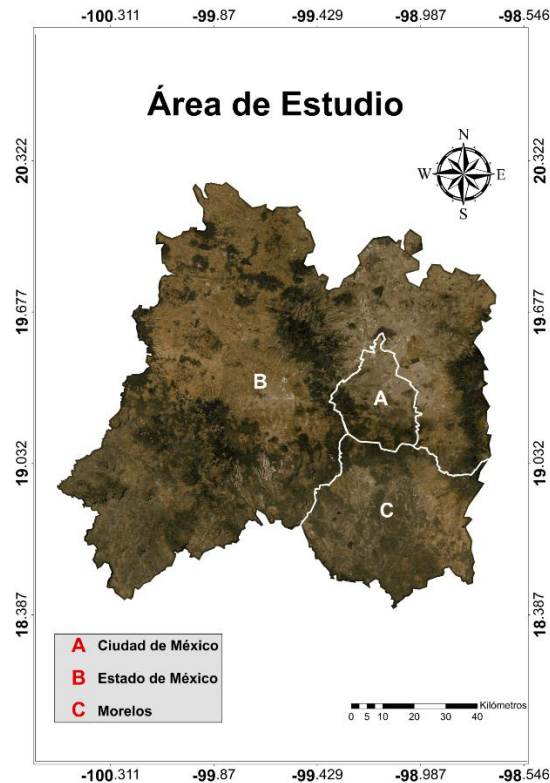 -100.311 -99.87 -99.429 -98.987 -98.546
Área de Estudio
N
W E
S
20.322 20.322
19.677 19.677
B
A
19.032 19.032
C
18.387 18.387
A Ciudad de México
B Estado de México
C Morelos
Kilómetros
0 5 10 20 30 40
-100.311 -99.87 -99.429 -98.987 -98.546